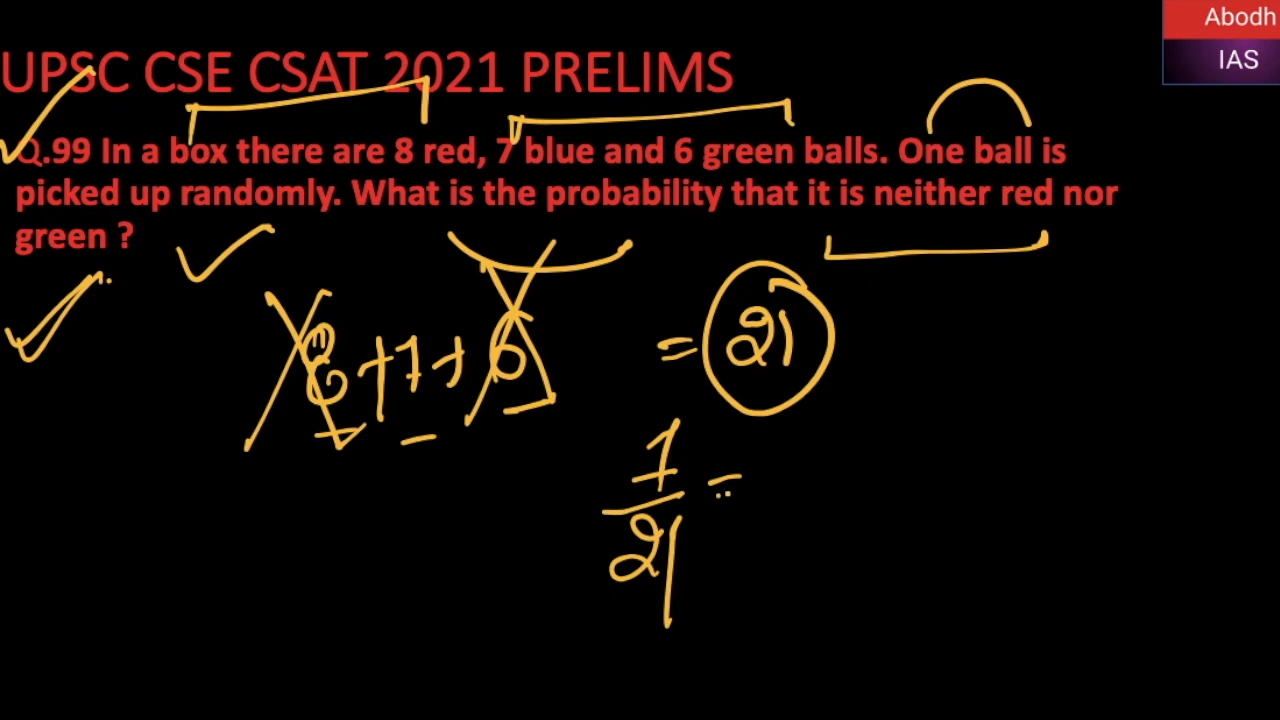 Abodh
IAS
UPSC CSE CSAT 2021 PRELIMS
Q.99 In a box there are 8 red, 7 blue and 6 green balls. One ball is
picked up randomly. What is the probability that it is neither red nor
green ?
8+7+6 = 21
7
21 =